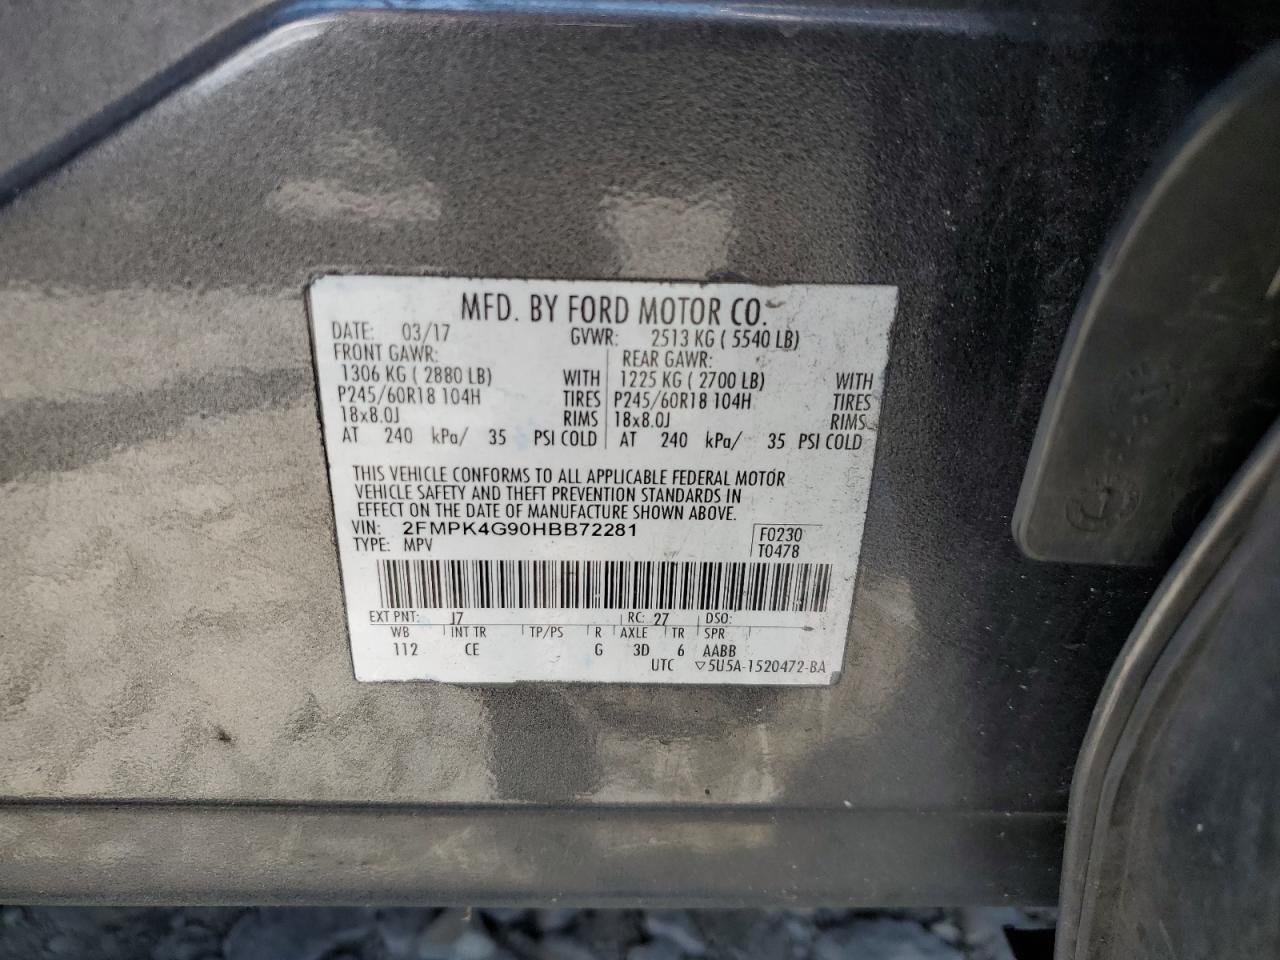 MFD. BY FORD MOTOR CO.
DATE: 03/17 GVWR: 2513 KG ( 5540 LB)
FRONT GAWR: REAR GAWR:
1306 KG ( 2880 LB) WITH 1225 KG ( 2700 LB) WITH
P245/60R18 104H TIRES P245/60R18 104H TIRES
18x8.0J RIMS 18x8.0J RIMS
AT 240 kPa/ 35 PSI COLD AT 240 kPa/ 35 PSI COLD
THIS VEHICLE CONFORMS TO ALL APPLICABLE FEDERAL MOTOR
VEHICLE SAFETY AND THEFT PREVENTION STANDARDS IN
EFFECT ON THE DATE OF MANUFACTURE SHOWN ABOVE.
VIN: 2FMPK4G90HBB72281 F0230
TYPE: MPV T0478
EXT PNT: J7 RC: 27 DSO:
WB INT TR TP/PS R AXLE TR SPR
112 CE G 3D 6 AABB
UTC ▽5U5A-1520472-BA